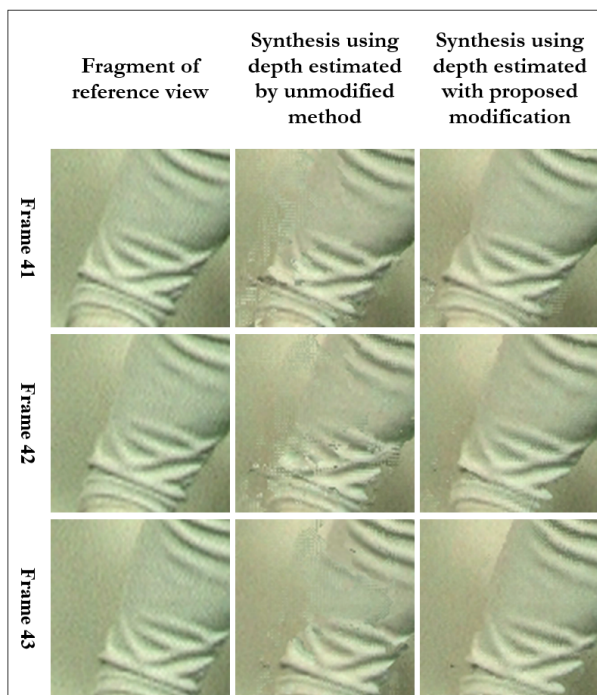 Fragment of
reference view
Synthesis using
depth estimated
by unmodified
method
Synthesis using
depth estimated
with proposed
modification
Frame 41
Frame 42
Frame 43